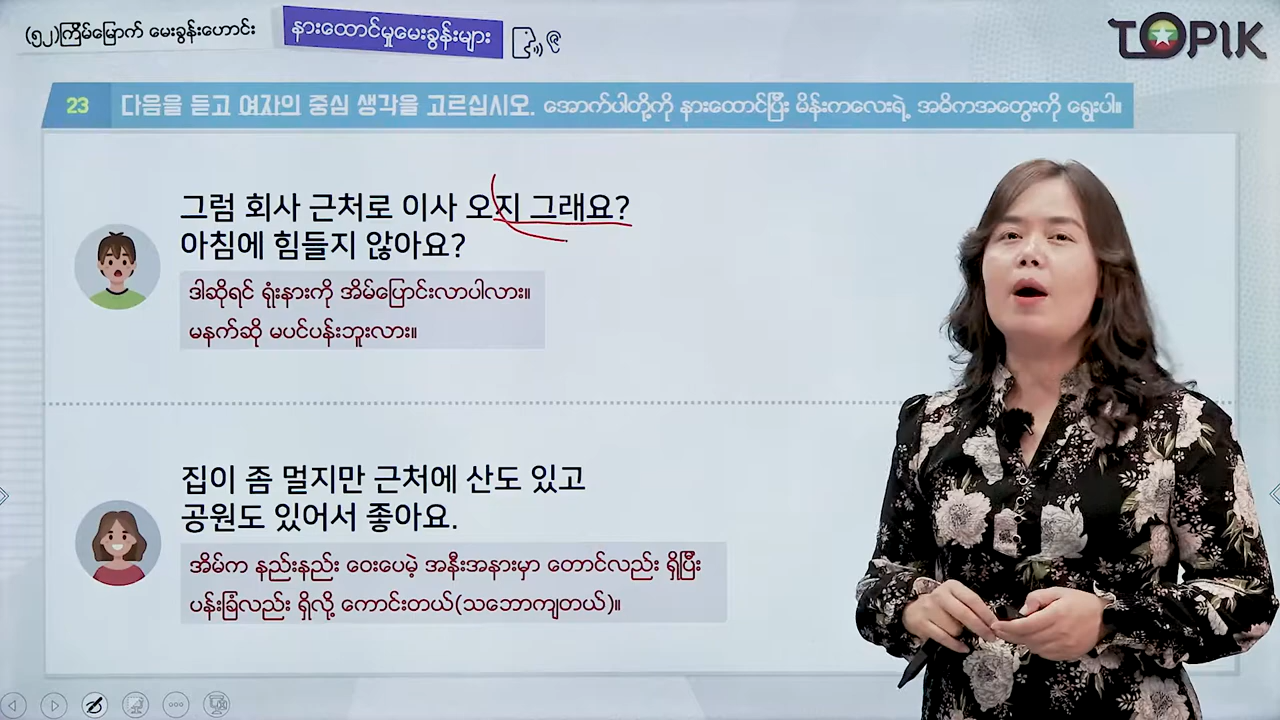 (၅၂)ကြိမ်မြောက် မေးခွန်းဟောင်း
နားထောင်မှုမေးခွန်းများ
၉
TOPIK
23 다음을 듣고 여자의 중심 생각을 고르십시오. အောက်ပါတို့ကို နားထောင်ပြီး မိန်းကလေးရဲ့ အဓိကအတွေးကို ရွေးပါ။
그럼 회사 근처로 이사 오지 그래요?
아침에 힘들지 않아요?
ဒါဆိုရင် ရုံးနားကို အိမ်ပြောင်းလာပါလား။
မနက်ဆို မပင်ပန်းဘူးလား။
집이 좀 멀지만 근처에 산도 있고
공원도 있어서 좋아요.
အိမ်က နည်းနည်း ဝေးပေမဲ့ အနီးအနားမှာ တောင်လည်း ရှိပြီး
ပန်းခြံလည်း ရှိလို့ ကောင်းတယ်(သဘောကျတယ်)။